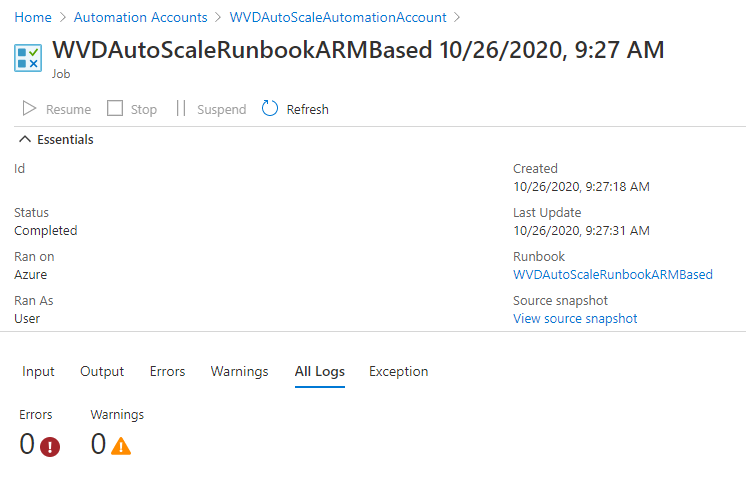 Home > Automation Accounts > WVDAutoScaleAutomationAccount >
WVDAutoScaleRunbookARMBased 10/26/2020, 9:27 AM
Job
Resume Stop Suspend Refresh
Essentials
Id Created
10/26/2020, 9:27:18 AM
Status Last Update
Completed 10/26/2020, 9:27:31 AM
Ran on Runbook
Azure WVDAutoScaleRunbookARMBased
Ran As Source snapshot
User View source snapshot
Input Output Errors Warnings All Logs Exception
Errors Warnings
0 0